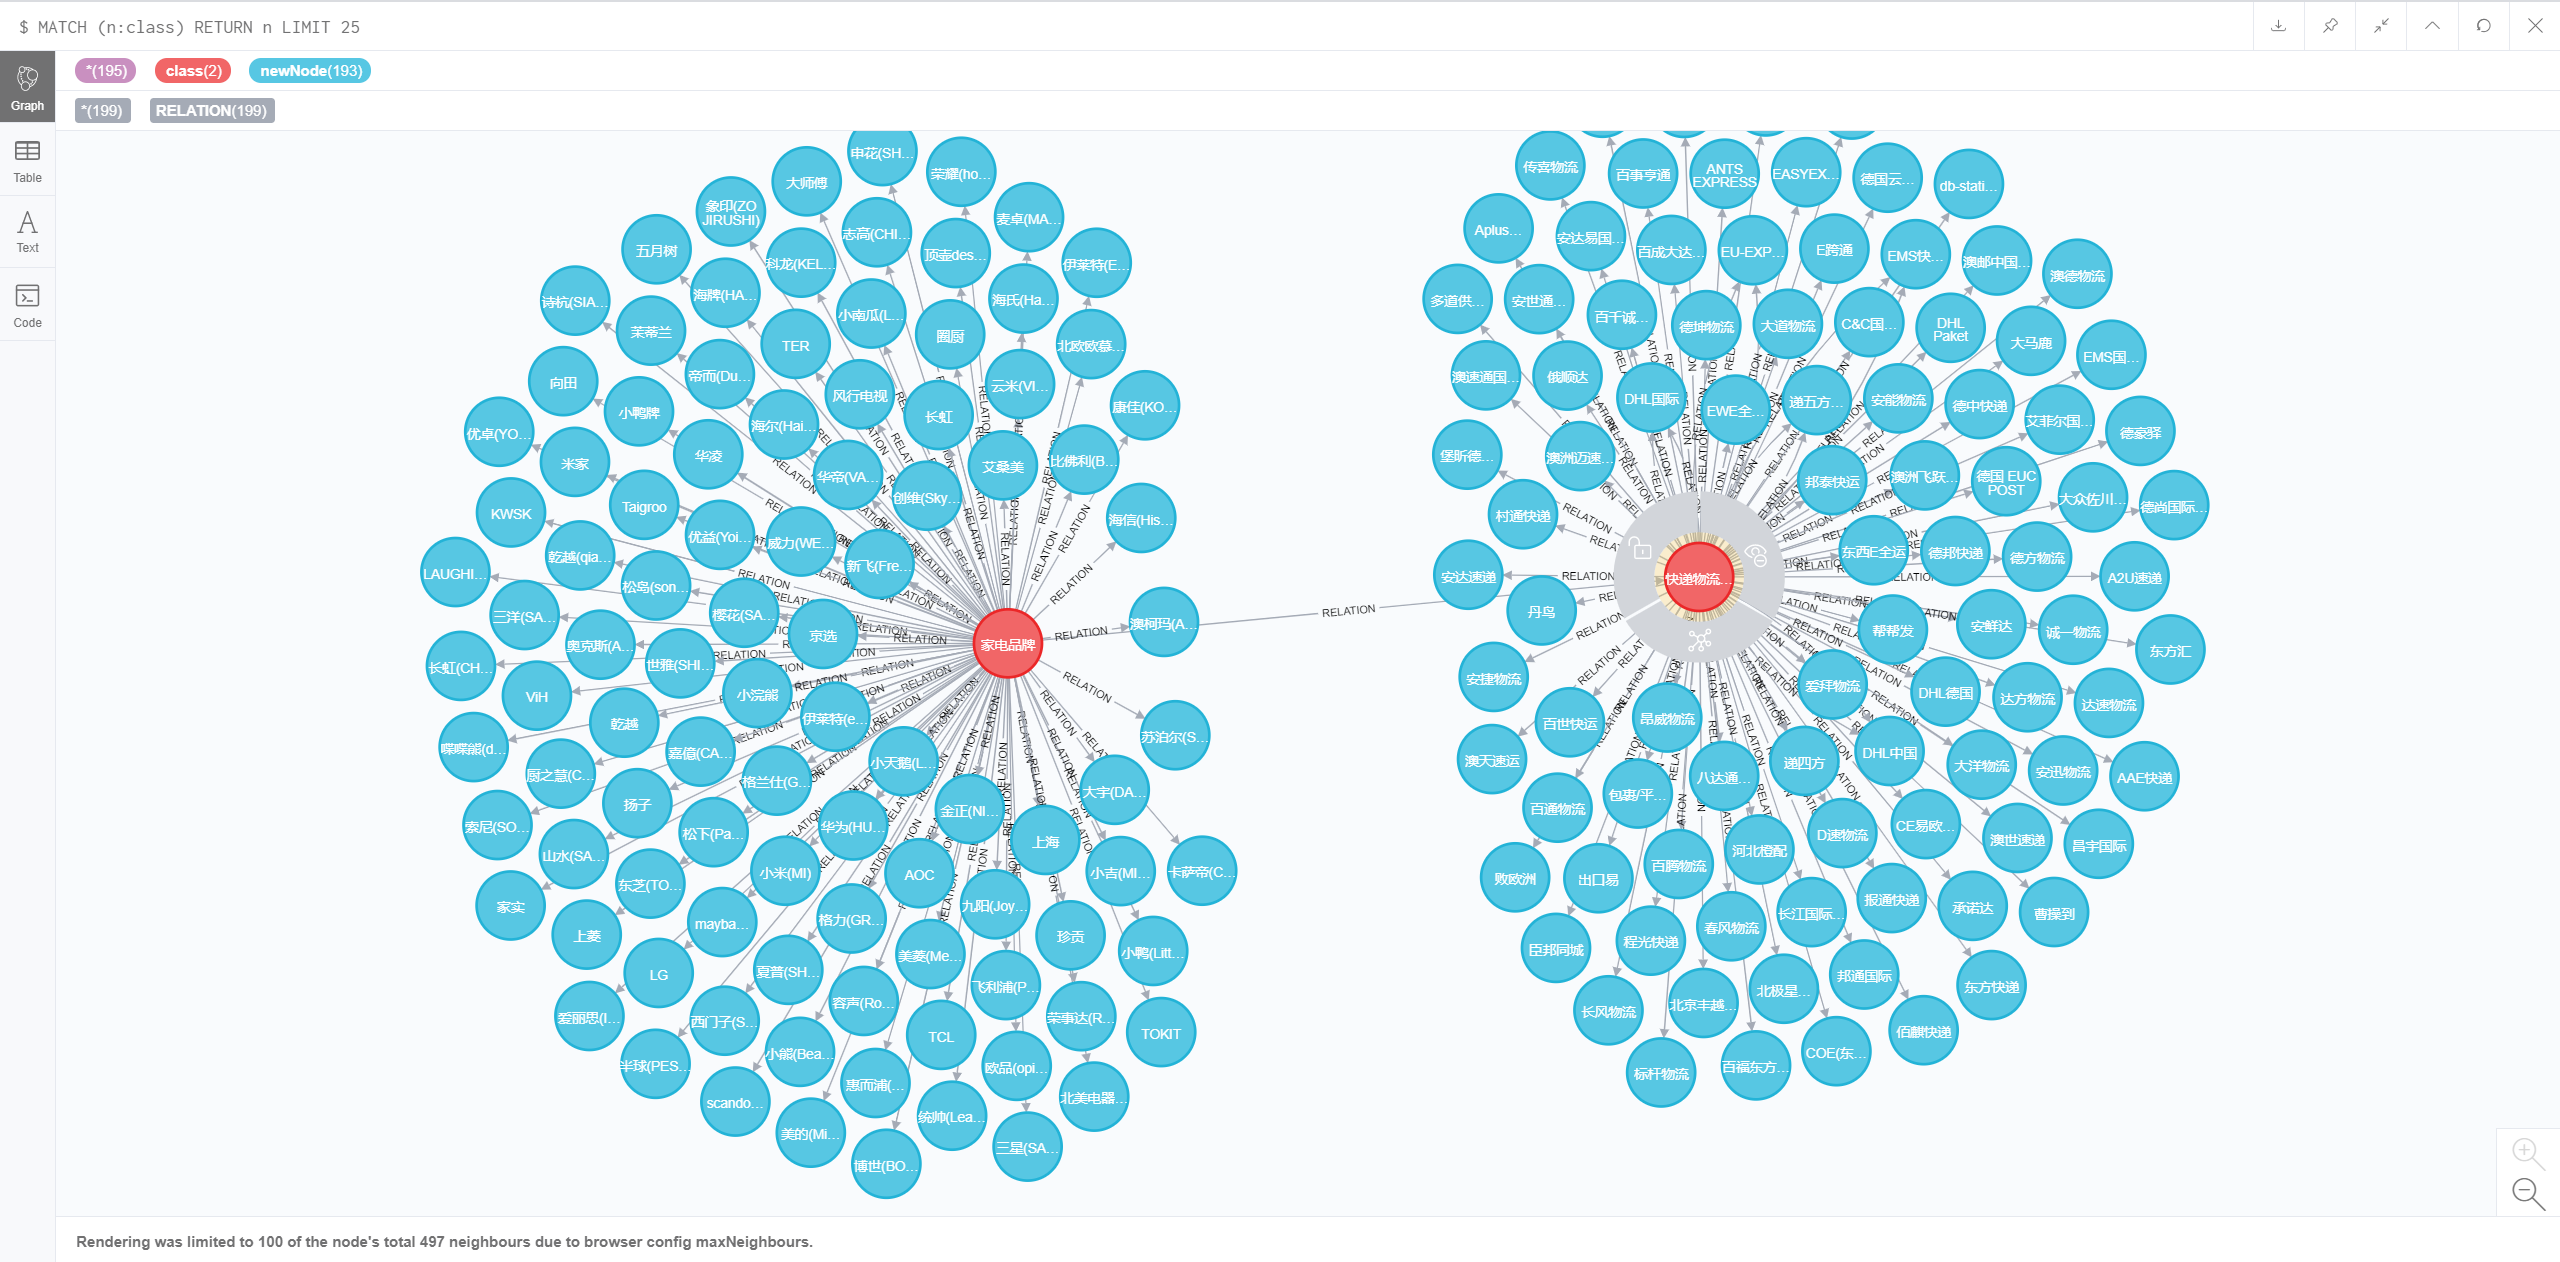 $ MATCH (n:class) RETURN n LIMIT 25
*(195) class(2) newNode(193)
*(199) RELATION(199)
Graph
Table
Text
Code
申花(SH...
荣耀(ho...
大师傅
象印(ZO
JIRUSHI)
麦卓(MA...
志高(CHI...
五月树
顶壶des...
科龙(KEL...
伊莱特(E...
海牌(HA...
诗杭(SIA...
海氏(Ha...
小南瓜(L...
茉蒂兰
TER
圈厨
北欧欧慕...
帝而(Du...
向田
云米(VI...
风行电视
康佳(KO...
小鸭牌
长虹
海尔(Hai...
优卓(YO...
华凌
米家
艾桑美
比佛利(B...
华帝(VA...
创维(Sky...
Taigroo
KWSK
海信(His...
优益(Yoi...
威力(WE...
乾越(qia...
新飞(Fre...
LAUGHI...
松岛(son...
三洋(SA...
樱花(SA...
澳柯玛(A...
京选
家电品牌
奥克斯(A...
世雅(SHI...
长虹(CH...
ViH
小浣熊
乾越
伊莱特(e...
苏泊尔(S...
喋喋熊(d...
嘉億(CA...
小天鹅(L...
厨之慧(C...
格兰仕(G...
大宇(DA...
扬子
金正(NI...
索尼(SO...
松下(Pa...
华为(HU...
上海
山水(SA...
小米(MI)
AOC
小吉(MI...
卡萨帝(C...
东芝(TO...
家实
九阳(Joy...
mayba...
格力(GR...
上菱
珍贡
小鸭(Litt...
美菱(Me...
LG
夏普(SH...
飞利浦(P...
容声(Ro...
爱丽思(I...
西门子(S...
荣事达(R...
TOKIT
TCL
小熊(Bea...
半球(PES...
欧品(opi...
惠而浦(...
北美电器...
scando...
统帅(Lea...
美的(Mi...
三星(SA...
博世(BO...
RELATION
传喜物流
百事亨通
ANTS
EXPRESS
EASYEX...
德国云...
db-stati...
Aplus...
安达易国...
百成大达...
EU-EXP...
E跨通
EMS快...
澳邮中国...
澳德物流
多道供...
安世通...
百千诚...
德坤物流
大道物流
C&C国...
DHL
Paket
大马鹿
EMS国...
澳速通国...
俄顺达
DHL国际
EWE全...
递五方...
安能物流
德中快递
艾菲尔国...
德豪驿
堡昕德...
澳洲迈速...
邦泰快运
澳洲飞跃...
德国 EUC
POST
大众佐川...
德尚国际...
村通快递
东西E全运
德邦快递
德方物流
A2U速递
安达速递
快递物流...
丹鸟
帮帮发
安鲜达
诚一物流
东方汇
安捷物流
爱拜物流
DHL德国
达方物流
达速物流
百世快运
昂威物流
DHL中国
大洋物流
安迅物流
AAE快递
澳天速运
八达通...
递四方
百通物流
包裹/平...
D速物流
CE易欧...
澳世速递
昌宇国际
河北橙配
百腾物流
败欧洲
出口易
报通快递
承诺达
曹操到
长江国际...
春风物流
程光快递
臣邦同城
邦通国际
东方快递
北极星...
北京丰越...
长风物流
佰麒快递
COE(东...
百福东方...
标杆物流
Rendering was limited to 100 of the node's total 497 neighbours due to browser config maxNeighbours.